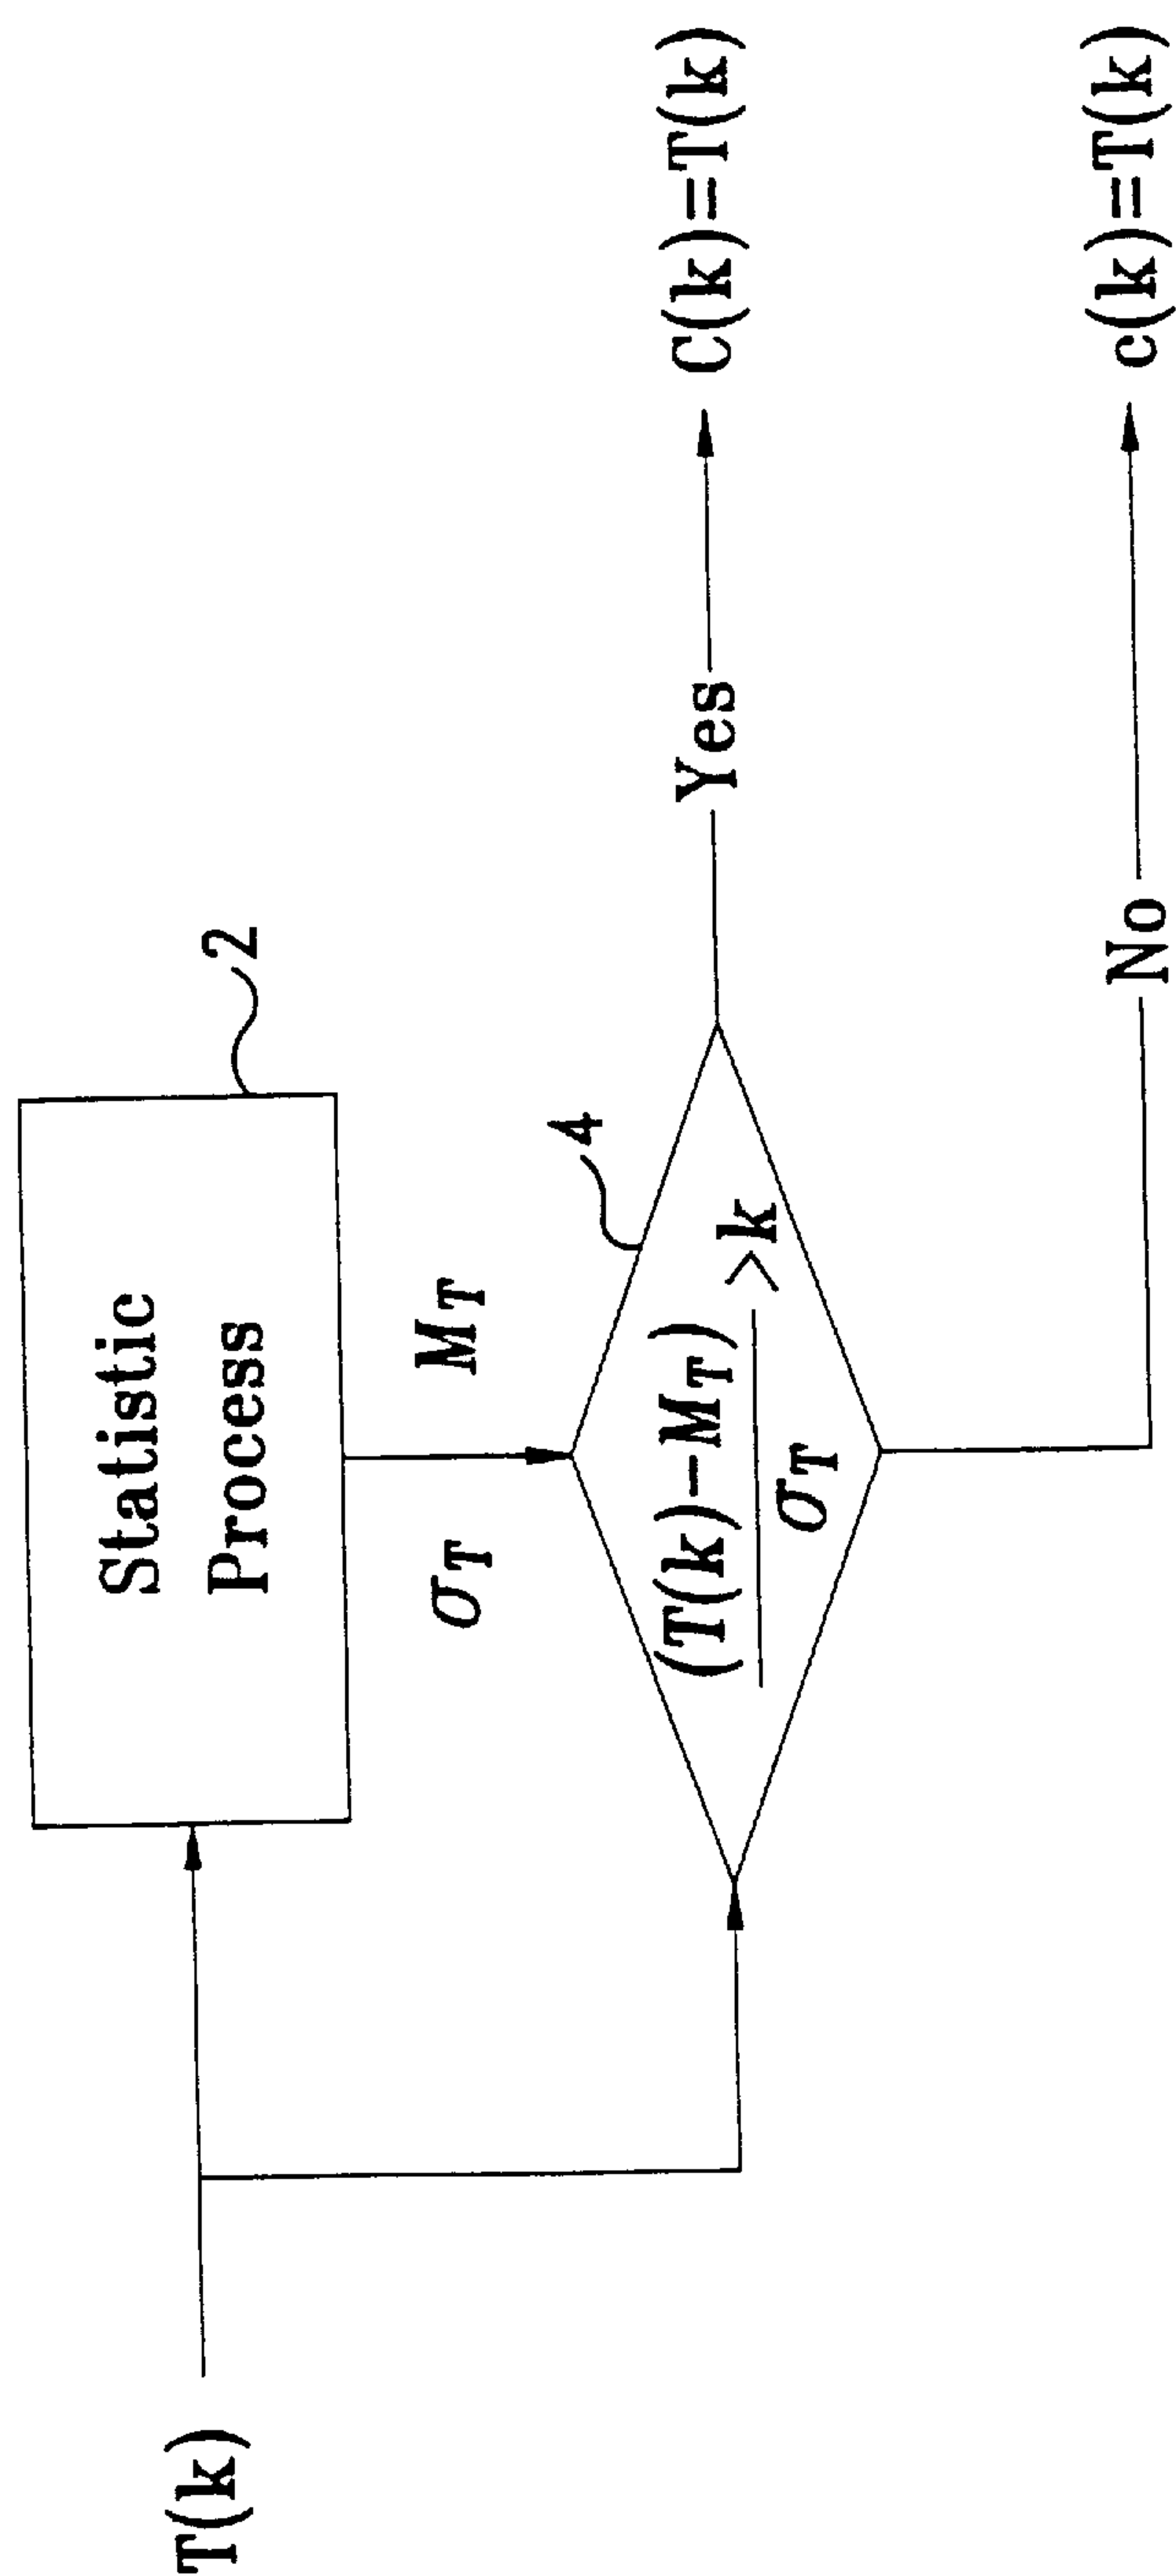 T(k)
Statistic
Process
2
σT MT
4
(T(k)−MT)
σT
>k
Yes
C(k)=T(k)
No
c(k)=T(k)